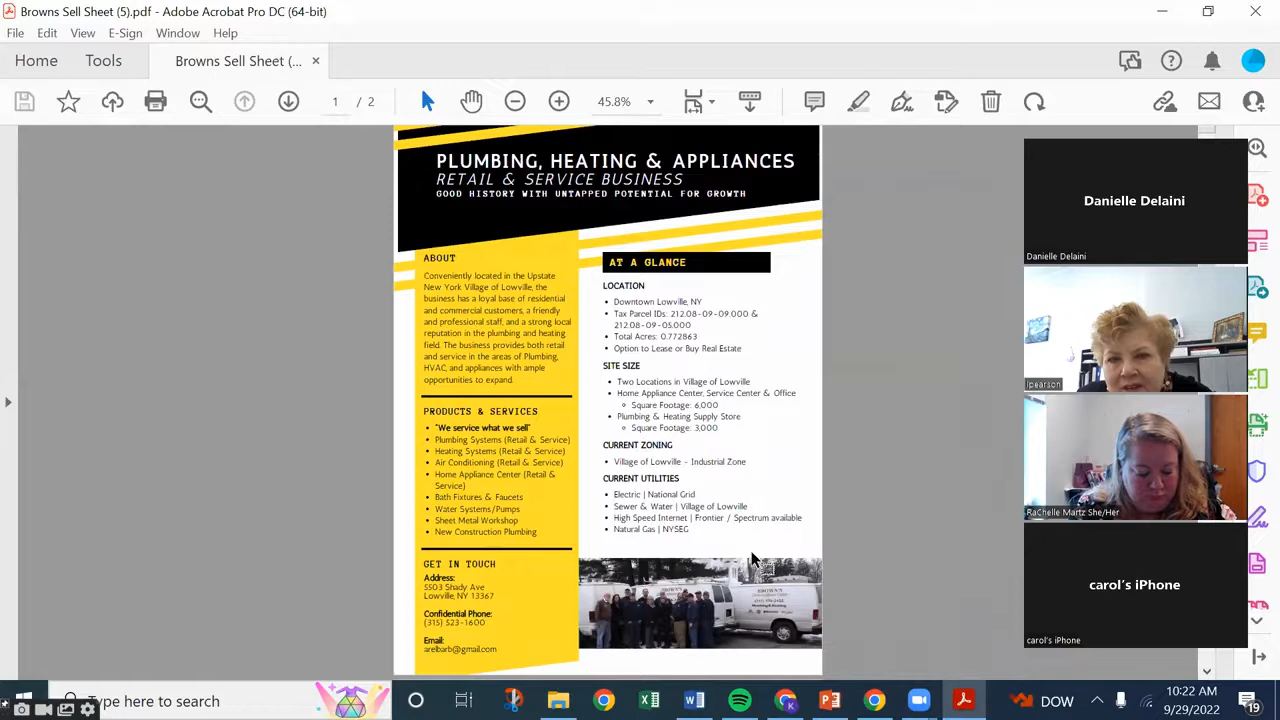 Browns Sell Sheet (5).pdf - Adobe Acrobat Pro DC (64-bit)
File Edit View E-Sign Window Help
Home Tools Browns Sell Sheet (... ×
1 / 2 45.8%
PLUMBING, HEATING & APPLIANCES
RETAIL & SERVICE BUSINESS
GOOD HISTORY WITH UNTAPPED POTENTIAL FOR GROWTH
ABOUT
Conveniently located in the Upstate
New York Village of Lowville, the
business has a loyal base of residential
and commercial customers, a friendly
and professional staff, and a strong local
reputation in the plumbing and heating
field. The business provides both retail
and service in the areas of Plumbing,
HVAC, and appliances with ample
opportunities to expand.
PRODUCTS & SERVICES
• "We service what we sell"
• Plumbing Systems (Retail & Service)
• Heating Systems (Retail & Service)
• Air Conditioning (Retail & Service)
• Home Appliance Center (Retail &
Service)
• Bath Fixtures & Faucets
• Water Systems/Pumps
• Sheet Metal Workshop
• New Construction Plumbing
GET IN TOUCH
Address:
5503 Shady Ave
Lowville, NY 13367
Confidential Phone:
(315) 523-1600
Email:
arelbarb@gmail.com
AT A GLANCE
LOCATION
• Downtown Lowville, NY
• Tax Parcel IDs: 212.08-09-09.000 &
212.08-09-05.000
• Total Acres: 0.772863
• Option to Lease or Buy Real Estate
SITE SIZE
• Two Locations in Village of Lowville
• Home Appliance Center, Service Center & Office
Square Footage: 6,000
• Plumbing & Heating Supply Store
Square Footage: 3,000
CURRENT ZONING
• Village of Lowville - Industrial Zone
CURRENT UTILITIES
• Electric | National Grid
• Sewer & Water | Village of Lowville
• High Speed Internet | Frontier / Spectrum available
• Natural Gas | NYSEG
BROWN'S
Danielle Delaini
Danielle Delaini
lpearson
RaChelle Martz She/Her
carol's iPhone
carol's iPhone
Type here to search
DOW
10:22 AM
9/29/2022
19